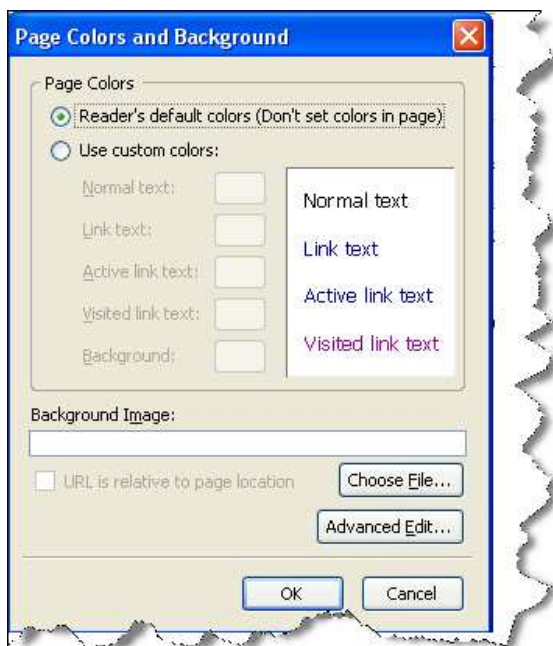 Page Colors and Background
Page Colors
Reader's default colors (Don't set colors in page)
Use custom colors:
Normal text:
Link text:
Active link text:
Visited link text:
Background:
Normal text
Link text
Active link text
Visited link text
Background Image:
URL is relative to page location
Choose File...
Advanced Edit...
OK
Cancel